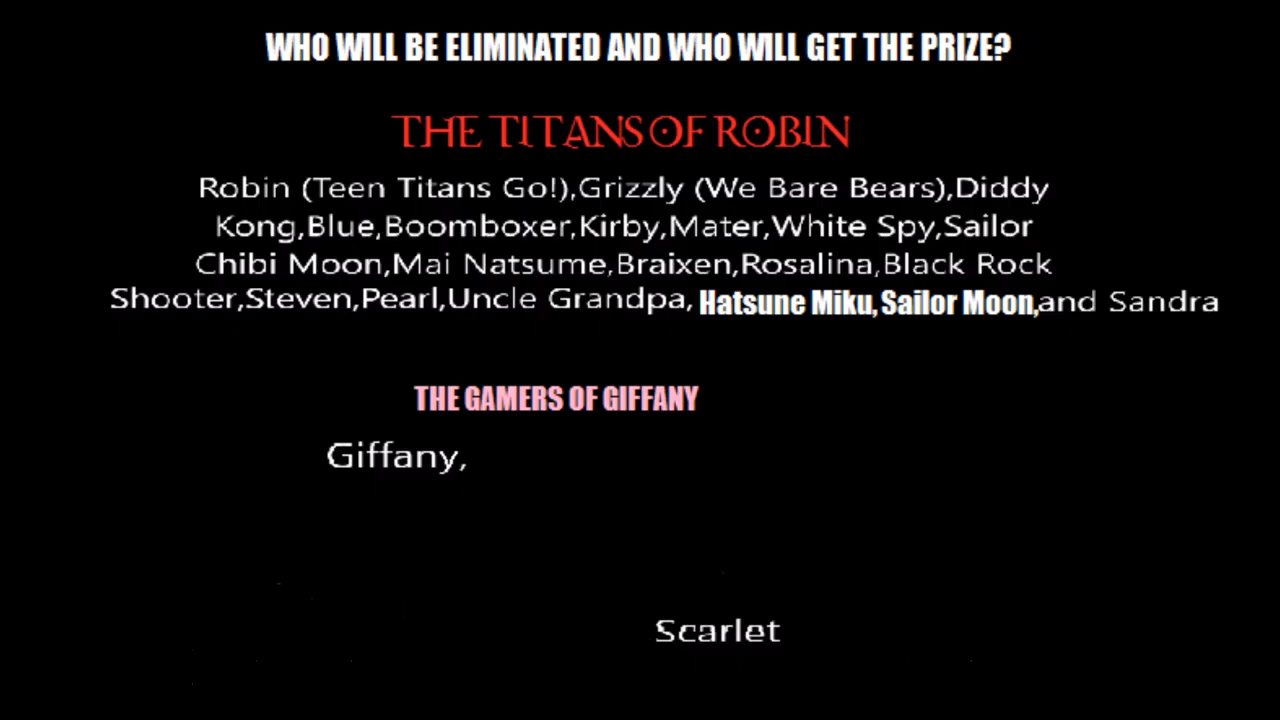 WHO WILL BE ELIMINATED AND WHO WILL GET THE PRIZE?
THE TITANS OF ROBIN
Robin (Teen Titans Go!),Grizzly (We Bare Bears),Diddy
Kong,Blue,Boomboxer,Kirby,Mater,White Spy,Sailor
Chibi Moon,Mai Natsume,Braixen,Rosalina,Black Rock
Shooter,Steven,Pearl,Uncle Grandpa, Hatsune Miku, Sailor Moon,and Sandra
THE GAMERS OF GIFFANY
Giffany,
Scarlet